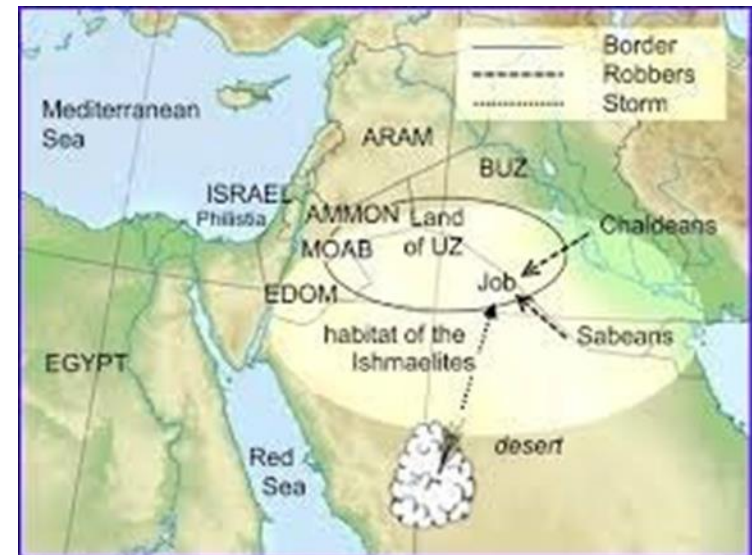 Border
Robbers
Storm
Mediterranean
Sea
ARAM
BUZ
ISRAEL
Philistia
AMMON
Land
of UZ
MOAB
Chaldeans
Job
EDOM
habitat of the
Ishmaelites
Sabeans
EGYPT
desert
Red
Sea